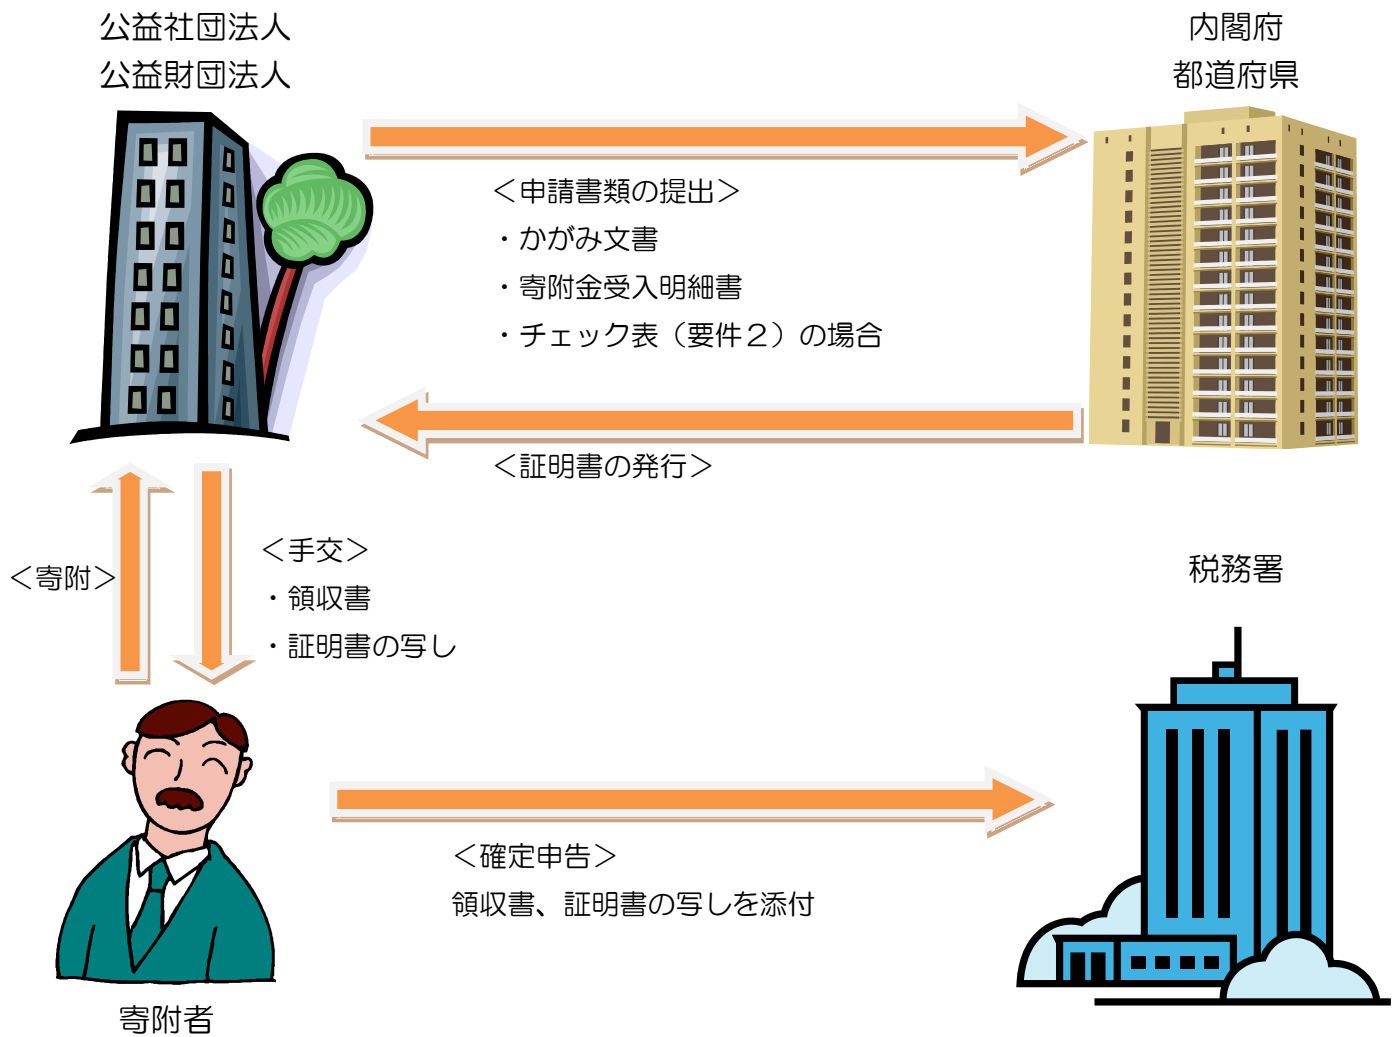 公益社団法人
公益財団法人
内閣府
都道府県
＜申請書類の提出＞
・かがみ文書
・寄附金受入明細書
・チェック表（要件２）の場合
＜証明書の発行＞
＜寄附＞
＜手交＞
・領収書
・証明書の写し
税務署
＜確定申告＞
領収書、証明書の写しを添付
寄附者